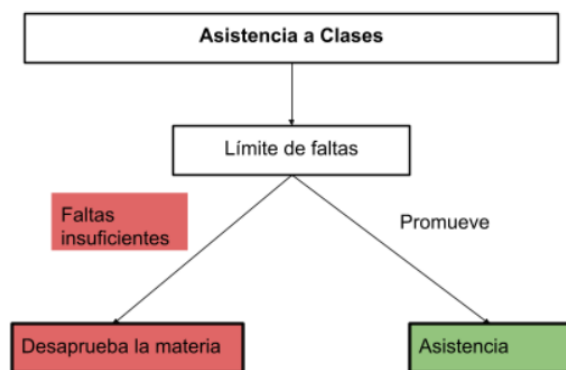 Asistencia a Clases
Límite de faltas
Faltas
insuficientes
Promueve
Desaprueba la materia
Asistencia